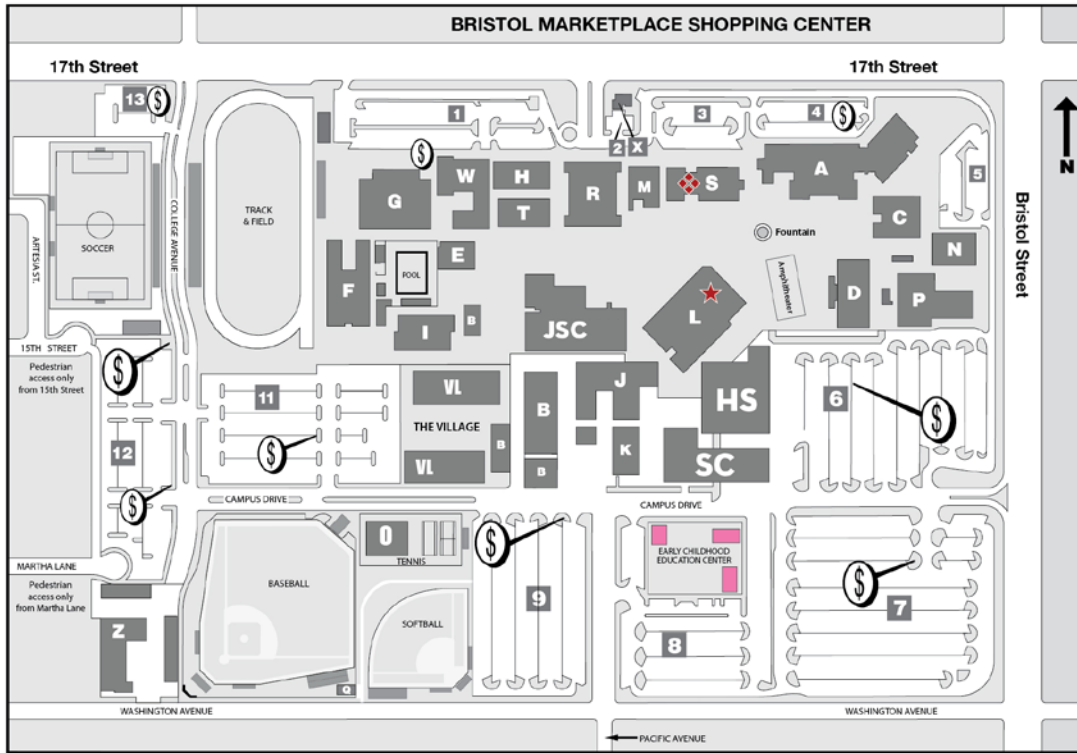 BRISTOL MARKETPLACE SHOPPING CENTER
17th Street
17th Street
13
$
1
2
X
3
4
$
5
N
$
G
W
H
T
R
M
S
A
C
N
TRACK
& FIELD
SOCCER
COLLEGE AVENUE
ARTESIA ST.
Bristol Street
Fountain
Amphitheater
F
POOL
E
I
B
JSC
L
D
P
15TH STREET
Pedestrian
access only
from 15th Street
$
11
$
12
$
VL
THE VILLAGE
VL
B
B
B
J
K
HS
SC
6
$
CAMPUS DRIVE
CAMPUS DRIVE
MARTHA LANE
Pedestrian
access only
from Martha Lane
Z
BASEBALL
O
TENNIS
SOFTBALL
Q
$
9
EARLY CHILDHOOD
EDUCATION CENTER
8
$
7
WASHINGTON AVENUE
WASHINGTON AVENUE
PACIFIC AVENUE